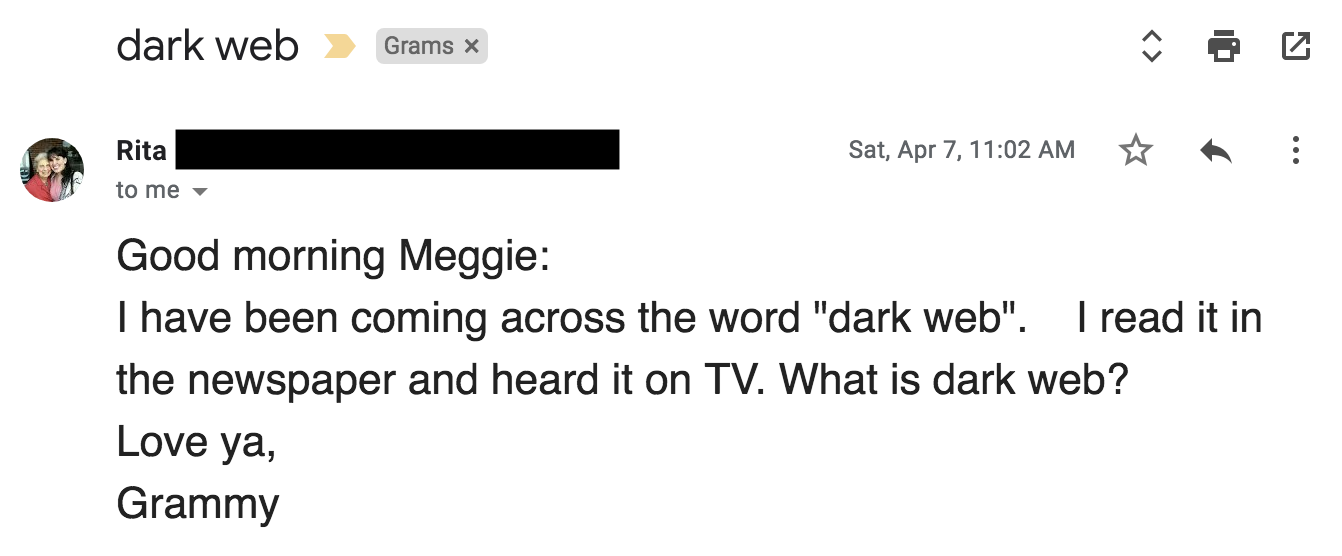 dark web Grams ×
Rita
Sat, Apr 7, 11:02 AM
to me
Good morning Meggie:
I have been coming across the word "dark web".    I read it in
the newspaper and heard it on TV. What is dark web?
Love ya,
Grammy